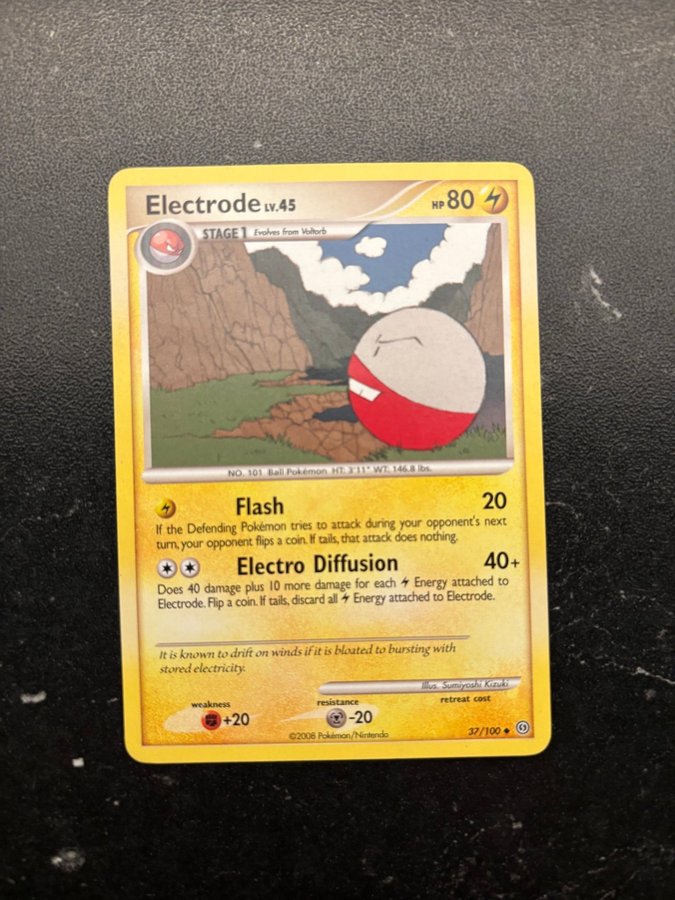 Electrode LV.45 HP 80
STAGE 1 Evolves from Voltorb
NO. 101 Ball Pokémon HT: 3'11" WT: 146.8 lbs.
Flash 20
If the Defending Pokémon tries to attack during your opponent's next
turn, your opponent flips a coin. If tails, that attack does nothing.
Electro Diffusion 40+
Does 40 damage plus 10 more damage for each Energy attached to
Electrode. Flip a coin. If tails, discard all Energy attached to Electrode.
It is known to drift on winds if it is bloated to bursting with
stored electricity.
Illus. Sumiyoshi Kizuki
weakness resistance retreat cost
+20 -20
©2008 Pokémon/Nintendo 37/100